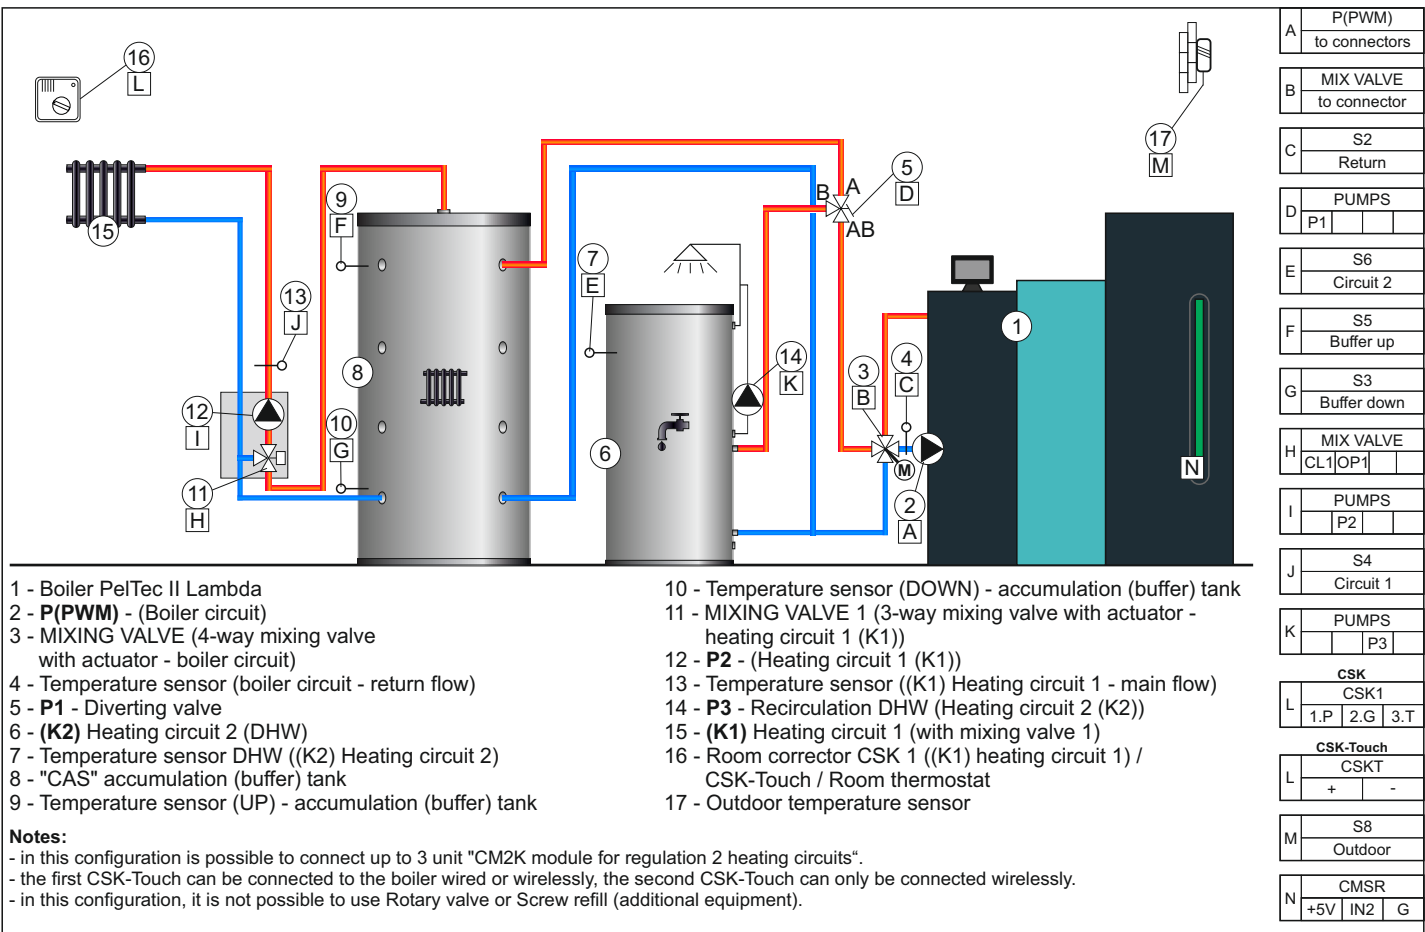 16
L
15
13
J
12
I
11
H
9
F
8
10
G
7
E
6
14
K
B
A
AB
5
D
3
B
4
C
M
2
A
1
N
17
M
A
P(PWM)
to connectors
B
MIX VALVE
to connector
C
S2
Return
D
PUMPS
P1
E
S6
Circuit 2
F
S5
Buffer up
G
S3
Buffer down
H
MIX VALVE
CL1 OP1
I
PUMPS
P2
J
S4
Circuit 1
K
PUMPS
P3
CSK
L
CSK1
1.P 2.G 3.T
CSK-Touch
L
CSKT
+ -
M
S8
Outdoor
N
CMSR
+5V IN2 G
1 - Boiler PelTec II Lambda
2 - P(PWM) - (Boiler circuit)
3 - MIXING VALVE (4-way mixing valve
with actuator - boiler circuit)
4 - Temperature sensor (boiler circuit - return flow)
5 - P1 - Diverting valve
6 - (K2) Heating circuit 2 (DHW)
7 - Temperature sensor DHW ((K2) Heating circuit 2)
8 - "CAS" accumulation (buffer) tank
9 - Temperature sensor (UP) - accumulation (buffer) tank
10 - Temperature sensor (DOWN) - accumulation (buffer) tank
11 - MIXING VALVE 1 (3-way mixing valve with actuator -
heating circuit 1 (K1))
12 - P2 - (Heating circuit 1 (K1))
13 - Temperature sensor ((K1) Heating circuit 1 - main flow)
14 - P3 - Recirculation DHW (Heating circuit 2 (K2))
15 - (K1) Heating circuit 1 (with mixing valve 1)
16 - Room corrector CSK 1 ((K1) heating circuit 1) /
CSK-Touch / Room thermostat
17 - Outdoor temperature sensor
Notes:
- in this configuration is possible to connect up to 3 unit "CM2K module for regulation 2 heating circuits“.
- the first CSK-Touch can be connected to the boiler wired or wirelessly, the second CSK-Touch can only be connected wirelessly.
- in this configuration, it is not possible to use Rotary valve or Screw refill (additional equipment).